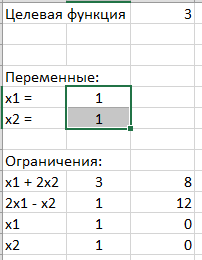 Целевая функция 3
Переменные:
x1 = 1
x2 = 1
Ограничения:
x1 + 2x2 3 8
2x1 - x2 1 12
x1 1 0
x2 1 0